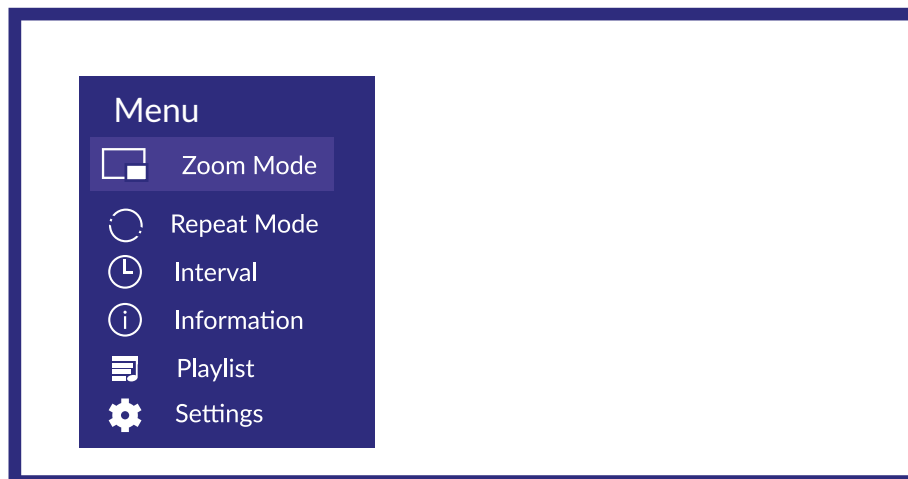 Menu
Zoom Mode
Repeat Mode
Interval
Information
Playlist
Settings